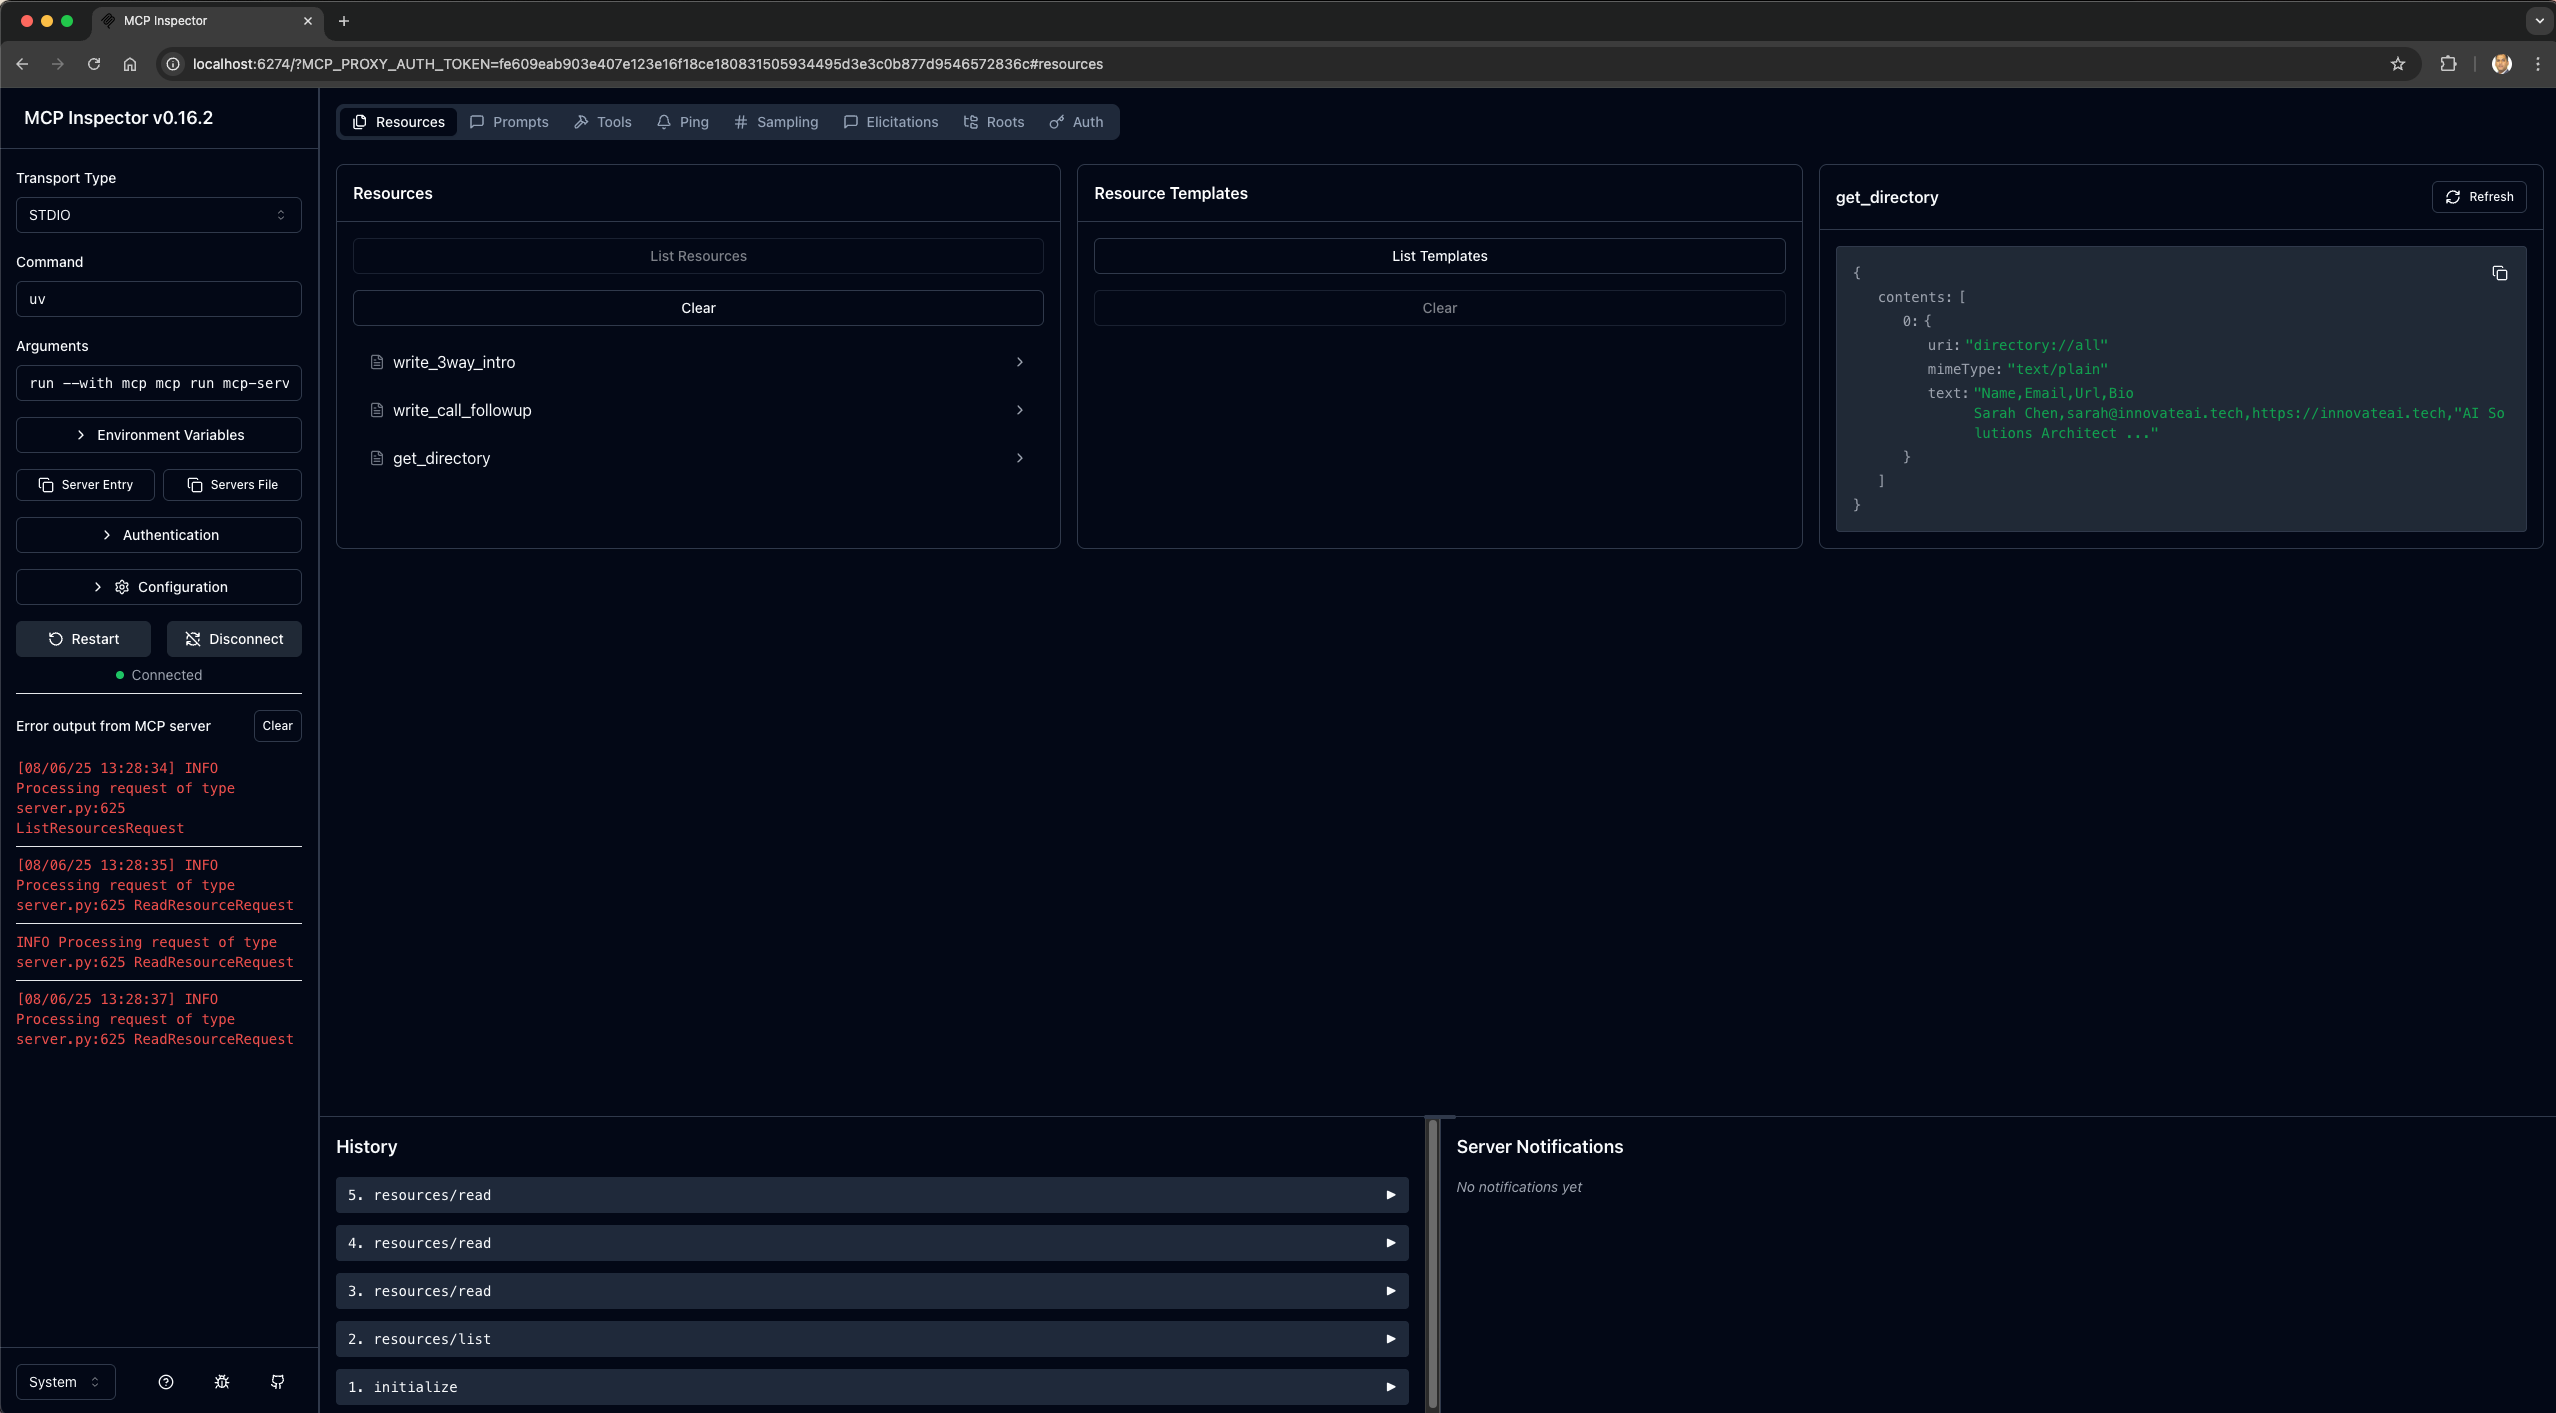 MCP Inspector
localhost:6274/?MCP_PROXY_AUTH_TOKEN=fe609eab903e407e123e16f18ce180831505934495d3e3c0b877d9546572836c#resources
MCP Inspector v0.16.2
Transport Type
STDIO
Command
uv
Arguments
run --with mcp mcp run mcp-serv
Environment Variables
Server Entry
Servers File
Authentication
Configuration
Restart
Disconnect
Connected
Error output from MCP server
Clear
[08/06/25 13:28:34] INFO
Processing request of type
server.py:625
ListResourcesRequest
[08/06/25 13:28:35] INFO
Processing request of type
server.py:625 ReadResourceRequest
INFO Processing request of type
server.py:625 ReadResourceRequest
[08/06/25 13:28:37] INFO
Processing request of type
server.py:625 ReadResourceRequest
System
Resources
Prompts
Tools
Ping
Sampling
Elicitations
Roots
Auth
Resources
List Resources
Clear
write_3way_intro
write_call_followup
get_directory
Resource Templates
List Templates
Clear
get_directory
Refresh
{
contents: [
0: {
uri: "directory://all"
mimeType: "text/plain"
text: "Name,Email,Url,Bio
Sarah Chen,sarah@innovateai.tech,https://innovateai.tech,"AI So
lutions Architect ..."
}
]
}
History
5. resources/read
4. resources/read
3. resources/read
2. resources/list
1. initialize
Server Notifications
No notifications yet